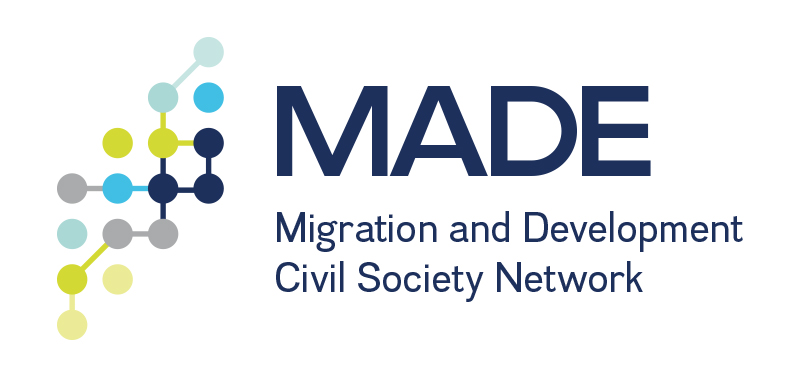 MADE
Migration and Development
Civil Society Network